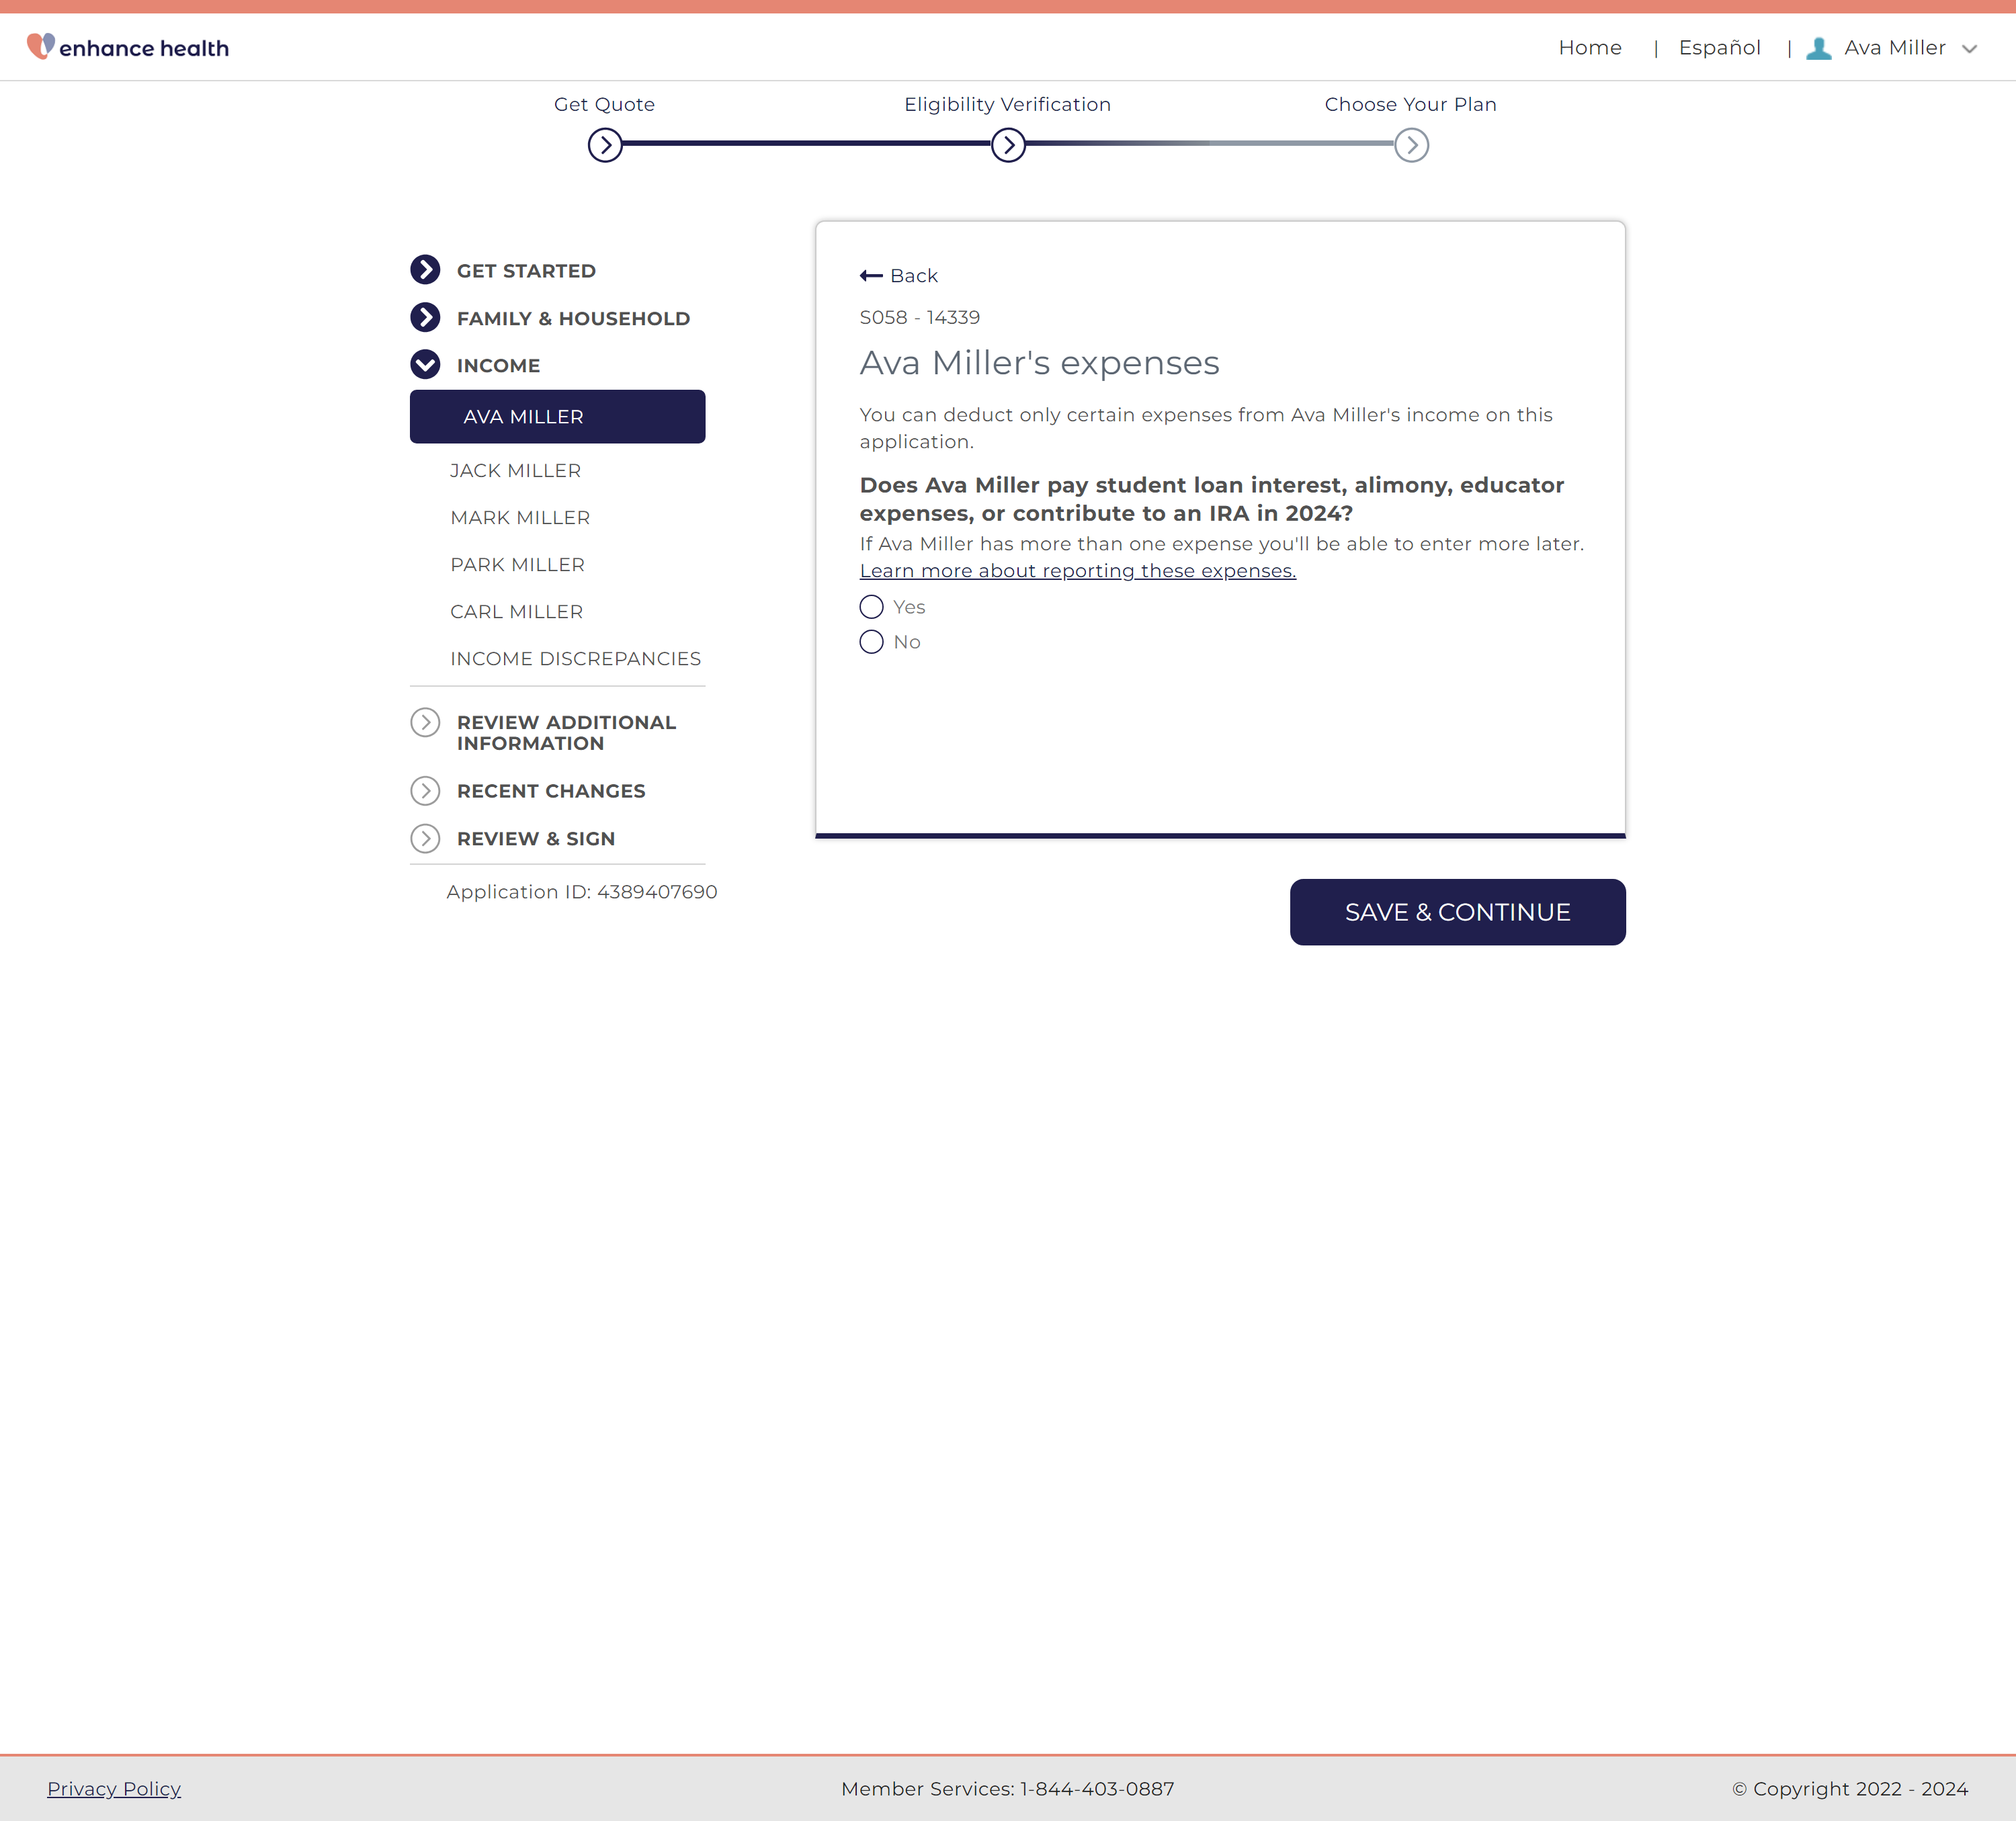 enhance health
Home | Español | Ava Miller
Get Quote
Eligibility Verification
Choose Your Plan
GET STARTED
FAMILY & HOUSEHOLD
INCOME
AVA MILLER
JACK MILLER
MARK MILLER
PARK MILLER
CARL MILLER
INCOME DISCREPANCIES
REVIEW ADDITIONAL
INFORMATION
RECENT CHANGES
REVIEW & SIGN
Application ID: 4389407690
Back
S058 - 14339
Ava Miller's expenses
You can deduct only certain expenses from Ava Miller's income on this
application.
Does Ava Miller pay student loan interest, alimony, educator
expenses, or contribute to an IRA in 2024?
If Ava Miller has more than one expense you'll be able to enter more later.
Learn more about reporting these expenses.
Yes
No
SAVE & CONTINUE
Privacy Policy
Member Services: 1-844-403-0887
© Copyright 2022 - 2024